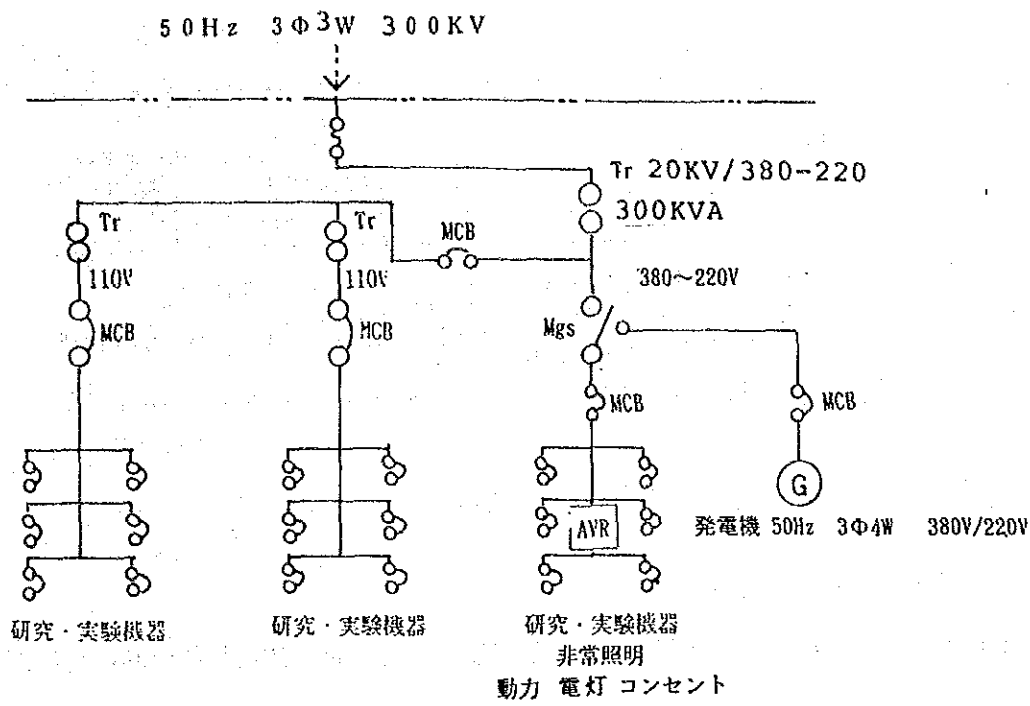 50Hz 3Φ3W 300KV
Tr 20KV/380-220
300KVA
Tr
Tr
MCB
110V
110V
380～220V
MCB
MCB
Mgs
MCB
MCB
G
AVR
発電機 50Hz 3Φ4W 380V/220V
研究・実験機器
研究・実験機器
研究・実験機器
非常照明
動力 電灯 コンセント